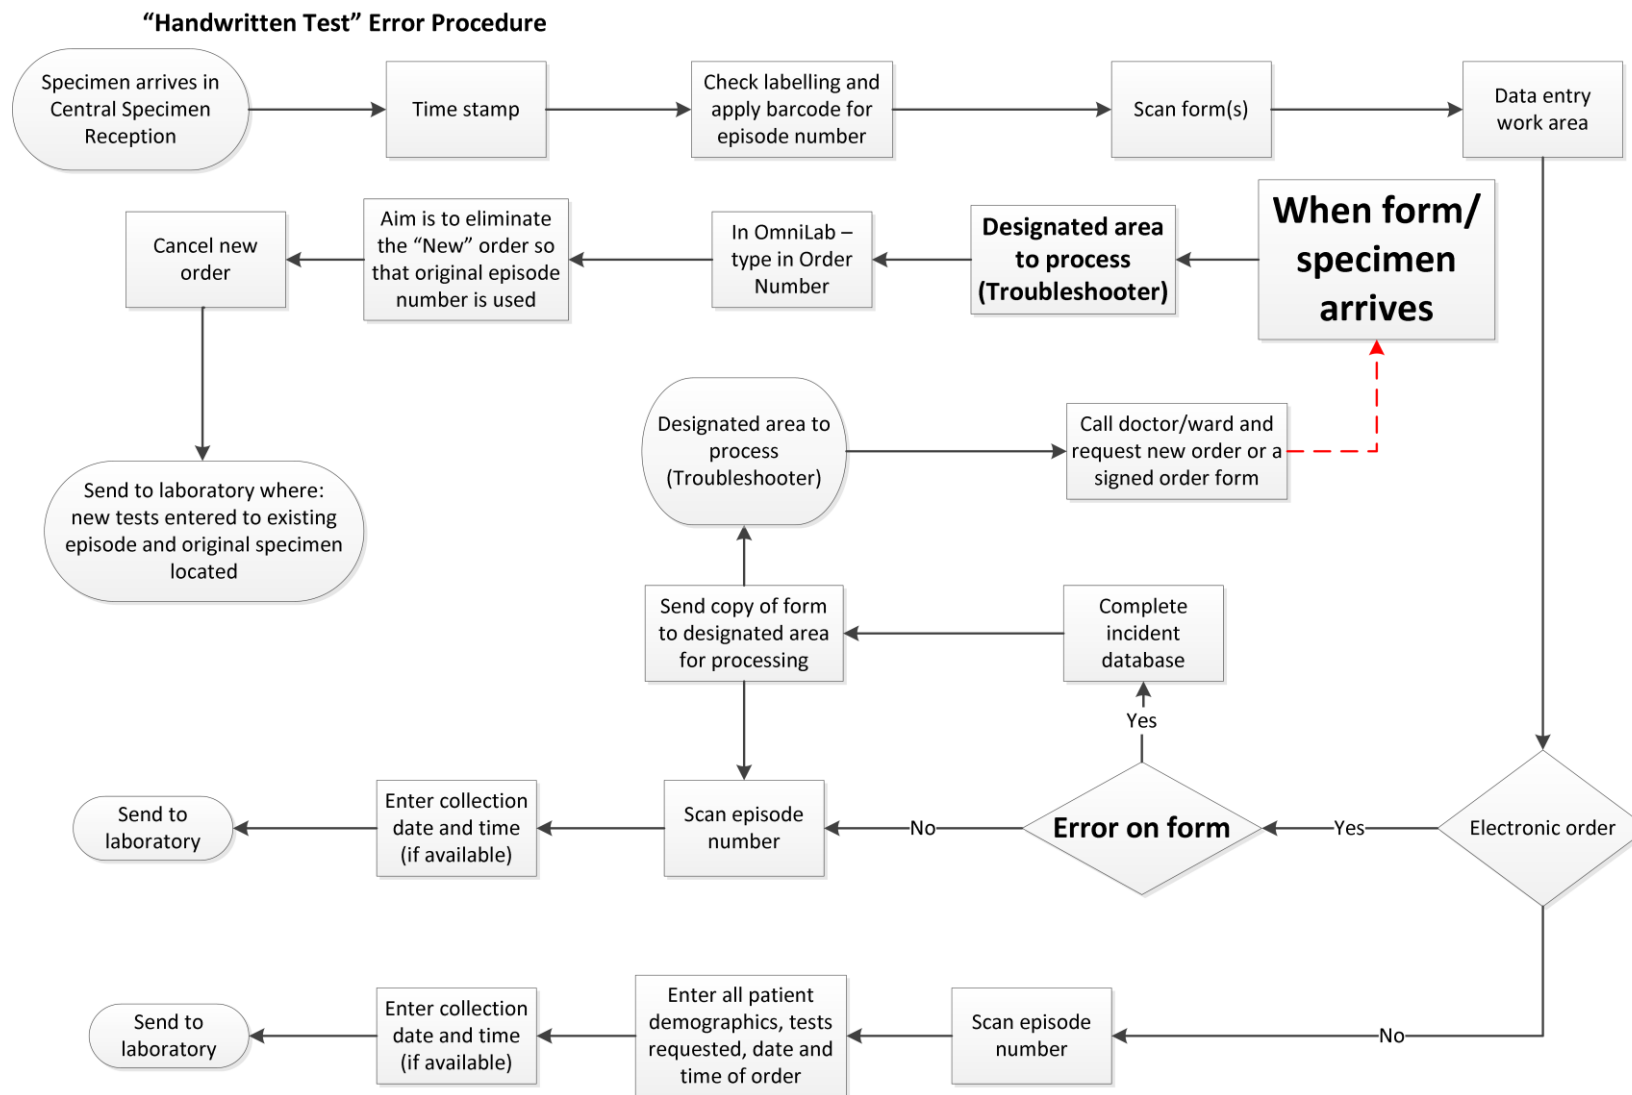 “Handwritten Test” Error Procedure
Specimen arrives in
Central Specimen
Reception
Time stamp
Check labelling and
apply barcode for
episode number
Scan form(s)
Data entry
work area
When form/
specimen
arrives
Designated area
to process
(Troubleshooter)
In OmniLab –
type in Order
Number
Aim is to eliminate
the “New” order so
that original episode
number is used
Cancel new
order
Send to laboratory where:
new tests entered to existing
episode and original specimen
located
Designated area to
process
(Troubleshooter)
Call doctor/ward and
request new order or a
signed order form
Send copy of form
to designated area
for processing
Complete
incident
database
Yes
Send to
laboratory
Enter collection
date and time
(if available)
Scan episode
number
No
Error on form
Yes
Electronic order
Send to
laboratory
Enter collection
date and time
(if available)
Enter all patient
demographics, tests
requested, date and
time of order
Scan episode
number
No